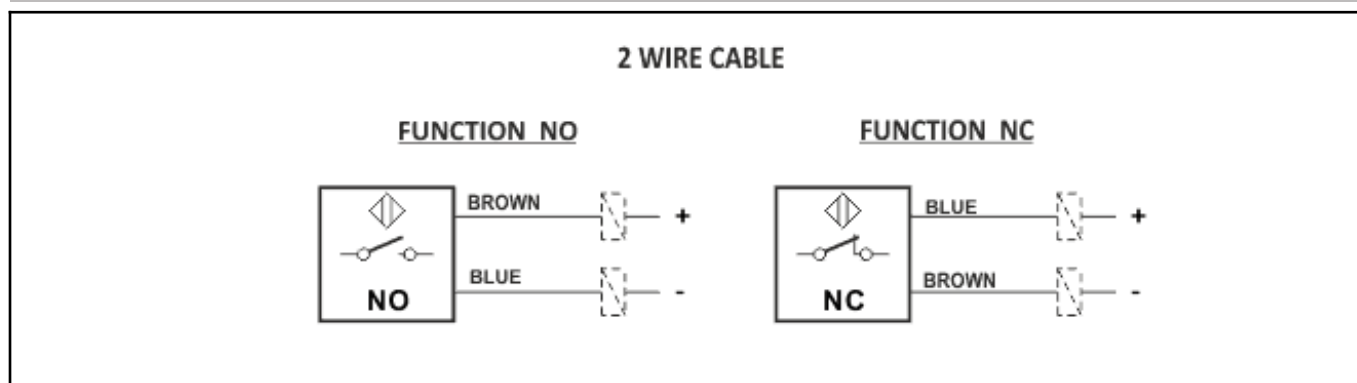 2 WIRE CABLE
FUNCTION NO
BROWN
+
BLUE
-
NO
FUNCTION NC
BLUE
+
BROWN
-
NC